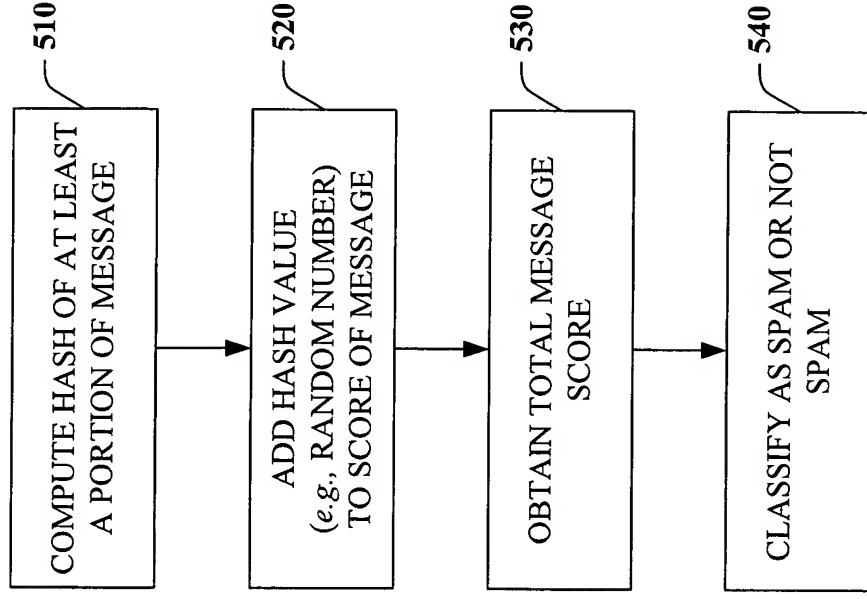 510
COMPUTE HASH OF AT LEAST
A PORTION OF MESSAGE
520
ADD HASH VALUE
(e.g., RANDOM NUMBER)
TO SCORE OF MESSAGE
530
OBTAIN TOTAL MESSAGE
SCORE
540
CLASSIFY AS SPAM OR NOT
SPAM